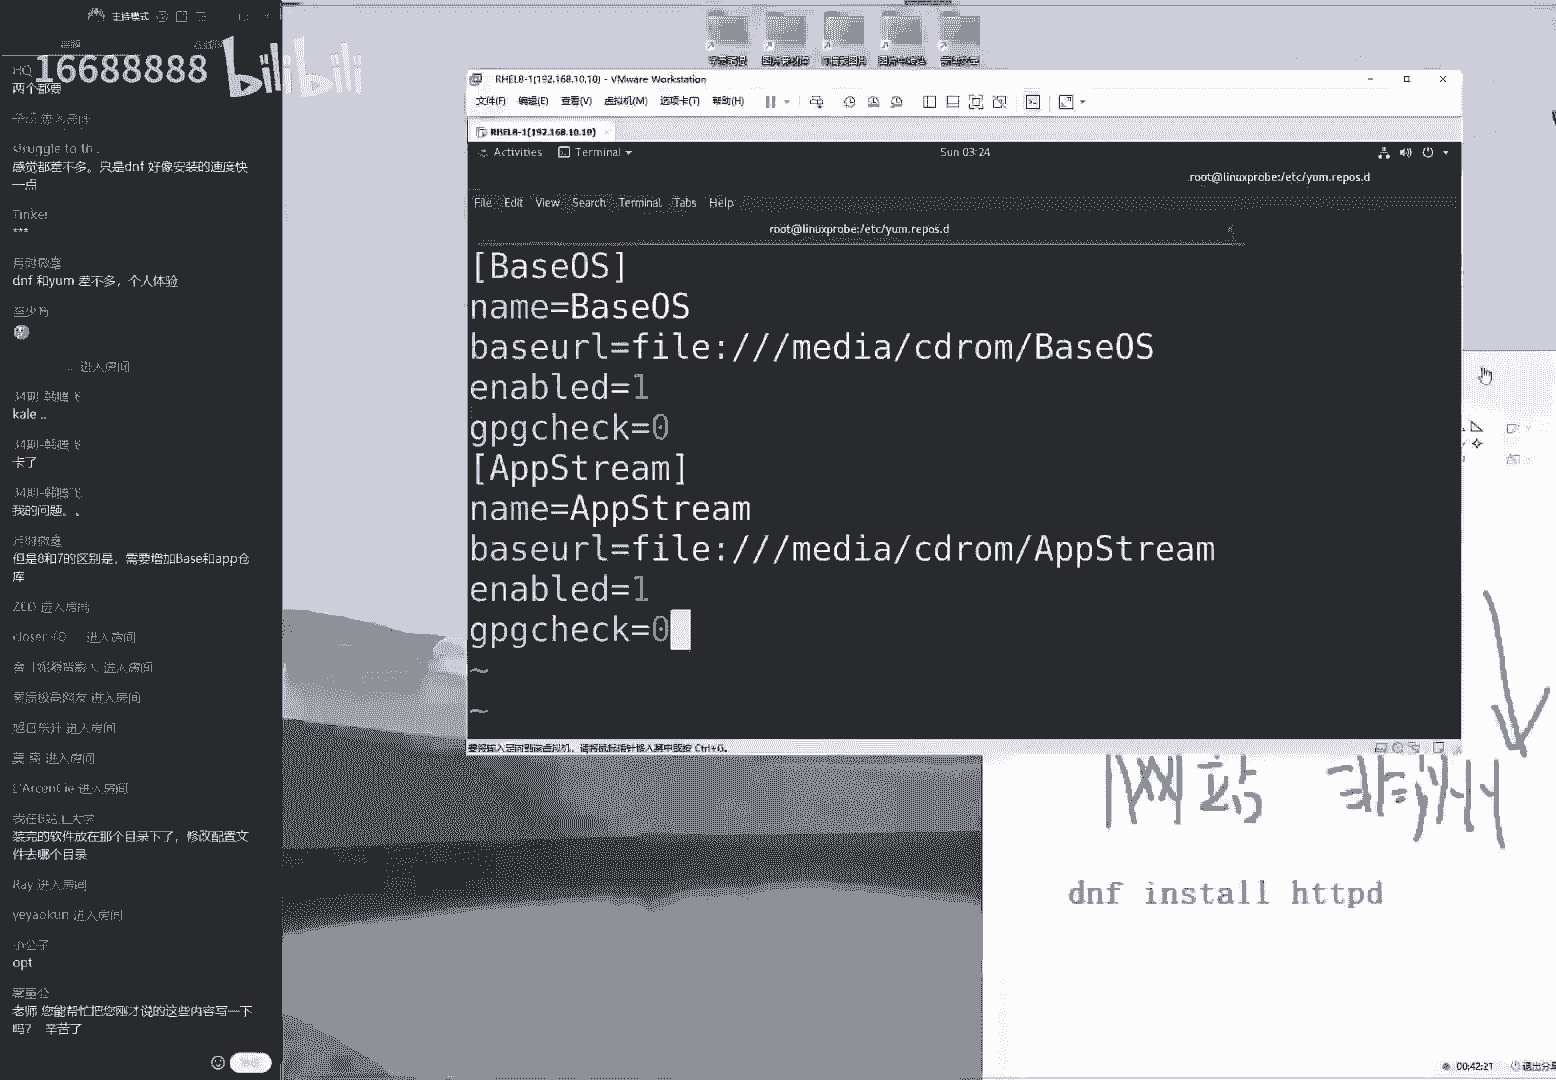 主持模式
16688888 bilibili
HQ
两个都要
struggle to th..
感觉都差不多。只是dnf 好像安装的速度快
一点
Tinker
***
dnf 和yum 差不多，个人体验
.. 进入房间
kale ..
卡了
我的问题。。
但是8和7的区别是，需要增加Base和app仓
库
ZED 进入房间
进入房间
进入房间
进入房间
进入房间
进入房间
进入房间
装完的软件放在那个目录下了，修改配置文
件去哪个目录
Ray 进入房间
yeyaokun 进入房间
小公子
opt
老师 您能帮忙把您刚才说的这些内容写一下
吗？ 辛苦了
RHEL8-1(192.168.10.10) - VMware Workstation
文件(F) 编辑(E) 查看(V) 虚拟机(M) 选项卡(T) 帮助(H)
RHEL8-1(192.168.10.10)
Activities Terminal Sun 03:24
root@linuxprobe:/etc/yum.repos.d
File Edit View Search Terminal Tabs Help
root@linuxprobe:/etc/yum.repos.d
[BaseOS]
name=BaseOS
baseurl=file:///media/cdrom/BaseOS
enabled=1
gpgcheck=0
[AppStream]
name=AppStream
baseurl=file:///media/cdrom/AppStream
enabled=1
gpgcheck=0
~
~
要将输入定向到该虚拟机，请将鼠标指针移入其中或按 Ctrl+G。
网站 非洲
dnf install httpd
00:42:21